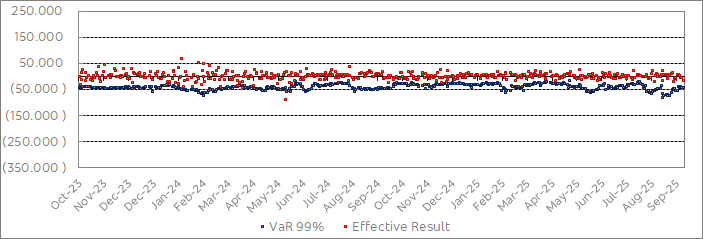 250.000
150.000
50.000
(50.000 )
(150.000 )
(250.000 )
(350.000 )
Oct-23
Nov-23
Dec-23
Dec-23
Jan-24
Feb-24
Mar-24
Apr-24
May-24
Jun-24
Jul-24
Aug-24
Sep-24
Oct-24
Nov-24
Dec-24
Jan-25
Feb-25
Mar-25
Apr-25
May-25
Jun-25
Jul-25
Aug-25
Sep-25
VaR 99%
Effective Result